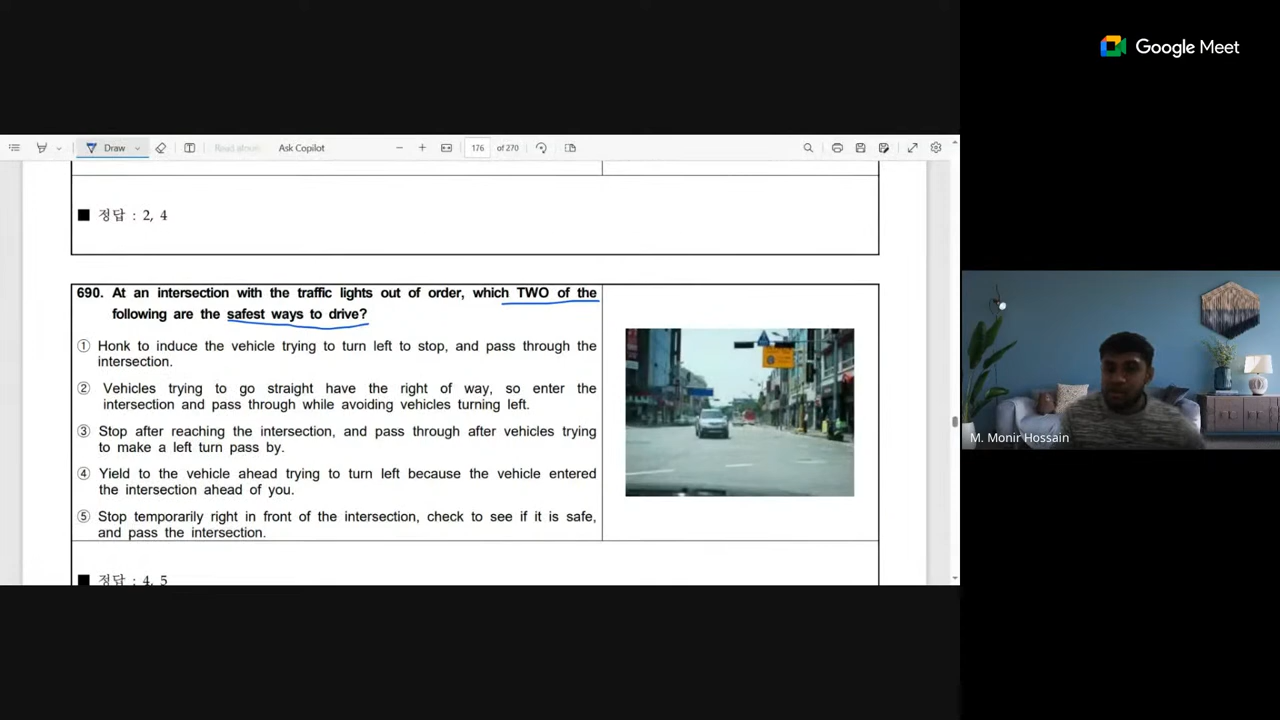 Google Meet
Draw
Read aloud
Ask Copilot
176
of 270
■ 정답 : 2, 4
690. At an intersection with the traffic lights out of order, which TWO of the
following are the safest ways to drive?
① Honk to induce the vehicle trying to turn left to stop, and pass through the
intersection.
② Vehicles trying to go straight have the right of way, so enter the
intersection and pass through while avoiding vehicles turning left.
③ Stop after reaching the intersection, and pass through after vehicles trying
to make a left turn pass by.
④ Yield to the vehicle ahead trying to turn left because the vehicle entered
the intersection ahead of you.
⑤ Stop temporarily right in front of the intersection, check to see if it is safe,
and pass the intersection.
■ 정답 : 4, 5
M. Monir Hossain